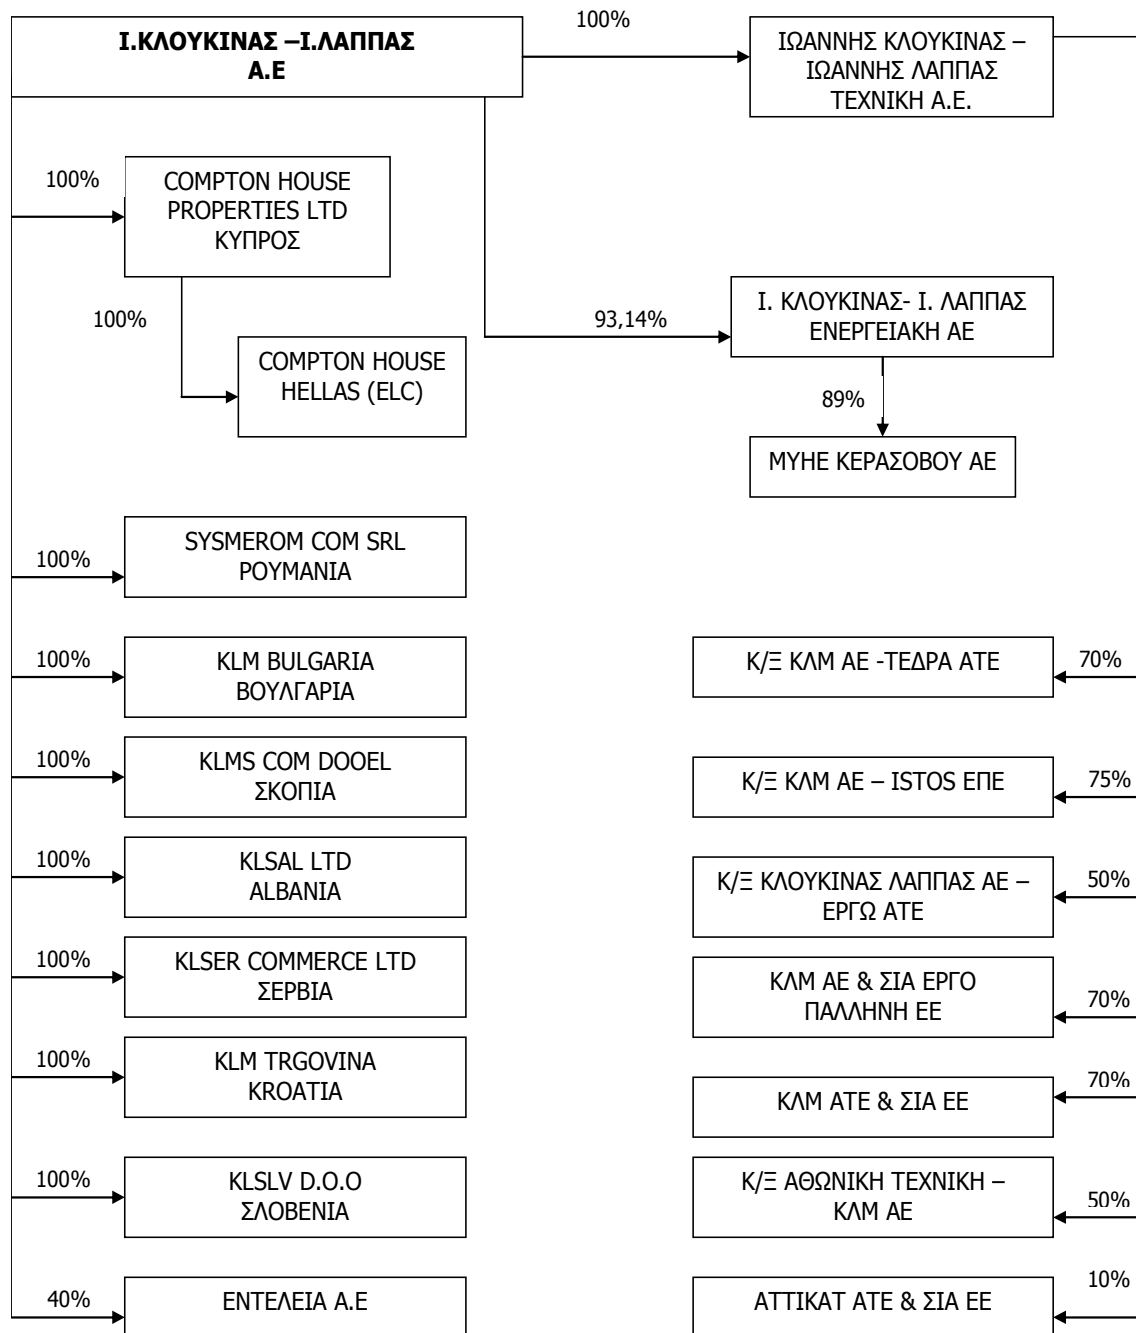 Ι.ΚΛΟΥΚΙΝΑΣ –Ι.ΛΑΠΠΑΣ
Α.Ε
100%
ΙΩΑΝΝΗΣ ΚΛΟΥΚΙΝΑΣ –
ΙΩΑΝΝΗΣ ΛΑΠΠΑΣ
ΤΕΧΝΙΚΗ Α.Ε.
100%
COMPTON HOUSE
PROPERTIES LTD
ΚΥΠΡΟΣ
100%
COMPTON HOUSE
HELLAS (ELC)
93,14%
Ι. ΚΛΟΥΚΙΝΑΣ- Ι. ΛΑΠΠΑΣ
ΕΝΕΡΓΕΙΑΚΗ ΑΕ
89%
ΜΥΗΕ ΚΕΡΑΣΟΒΟΥ ΑΕ
100%
SYSMEROM COM SRL
ΡΟΥΜΑΝΙΑ
100%
KLM BULGARIA
ΒΟΥΛΓΑΡΙΑ
Κ/Ξ ΚΛΜ ΑΕ -ΤΕΔΡΑ ΑΤΕ
70%
100%
KLMS COM DOOEL
ΣΚΟΠΙΑ
Κ/Ξ ΚΛΜ ΑΕ – ISTOS ΕΠΕ
75%
100%
KLSAL LTD
ALBANIA
Κ/Ξ ΚΛΟΥΚΙΝΑΣ ΛΑΠΠΑΣ ΑΕ –
ΕΡΓΩ ΑΤΕ
50%
100%
KLSER COMMERCE LTD
ΣΕΡΒΙΑ
ΚΛΜ ΑΕ & ΣΙΑ ΕΡΓΟ
ΠΑΛΛΗΝΗ ΕΕ
70%
100%
KLM TRGOVINA
KROATIA
ΚΛΜ ΑΤΕ & ΣΙΑ ΕΕ
70%
100%
KLSLV D.O.O
ΣΛΟΒΕΝΙΑ
Κ/Ξ ΑΘΩΝΙΚΗ ΤΕΧΝΙΚΗ –
ΚΛΜ ΑΕ
50%
40%
ΕΝΤΕΛΕΙΑ Α.Ε
ΑΤΤΙΚΑΤ ΑΤΕ & ΣΙΑ ΕΕ
10%